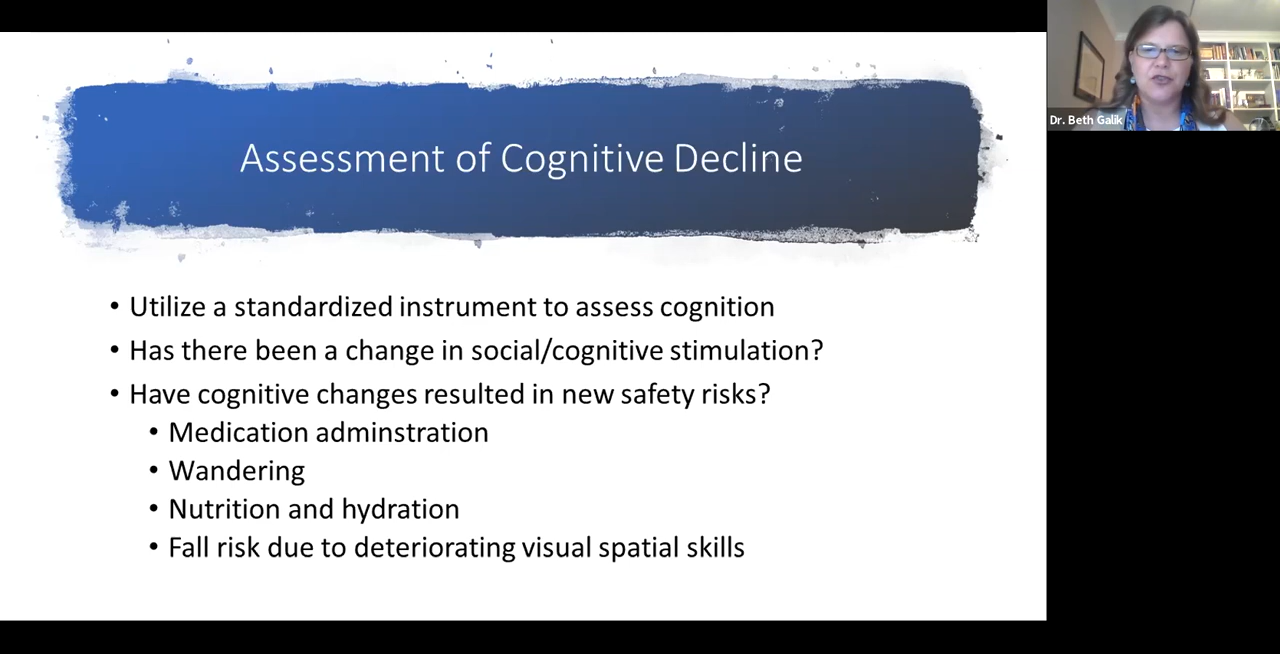 Assessment of Cognitive Decline
• Utilize a standardized instrument to assess cognition
• Has there been a change in social/cognitive stimulation?
• Have cognitive changes resulted in new safety risks?
• Medication adminstration
• Wandering
• Nutrition and hydration
• Fall risk due to deteriorating visual spatial skills
Dr. Beth Galik